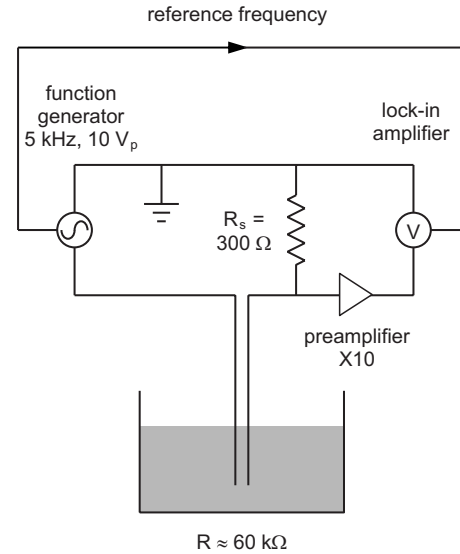 reference frequency
function
generator
5 kHz, 10 Vₚ
lock-in
amplifier
Rₛ =
300 Ω
V
preamplifier
X10
R ≈ 60 kΩ